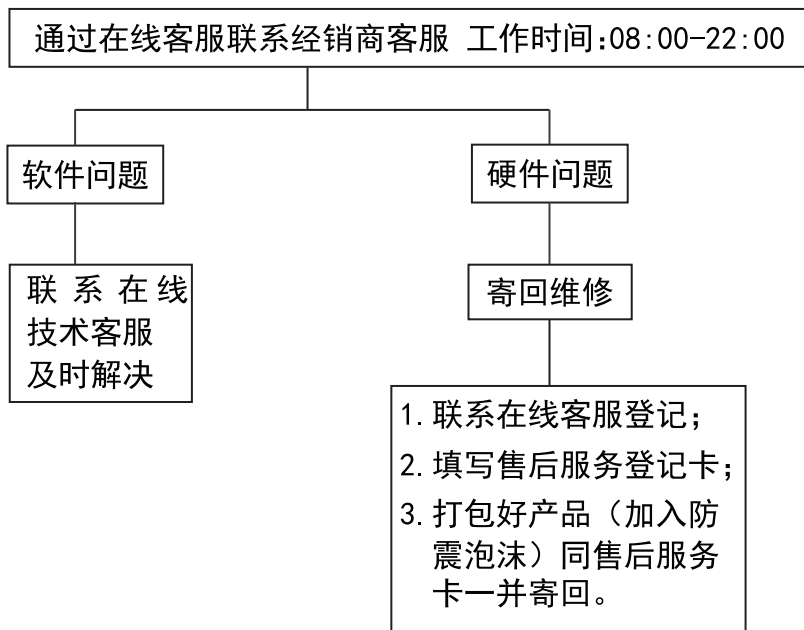 通过在线客服联系经销商客服 工作时间:08:00-22:00
软件问题
硬件问题
联系在线
技术客服
及时解决
寄回维修
1.联系在线客服登记;
2.填写售后服务登记卡;
3.打包好产品（加入防
震泡沫）同售后服务
卡一并寄回。